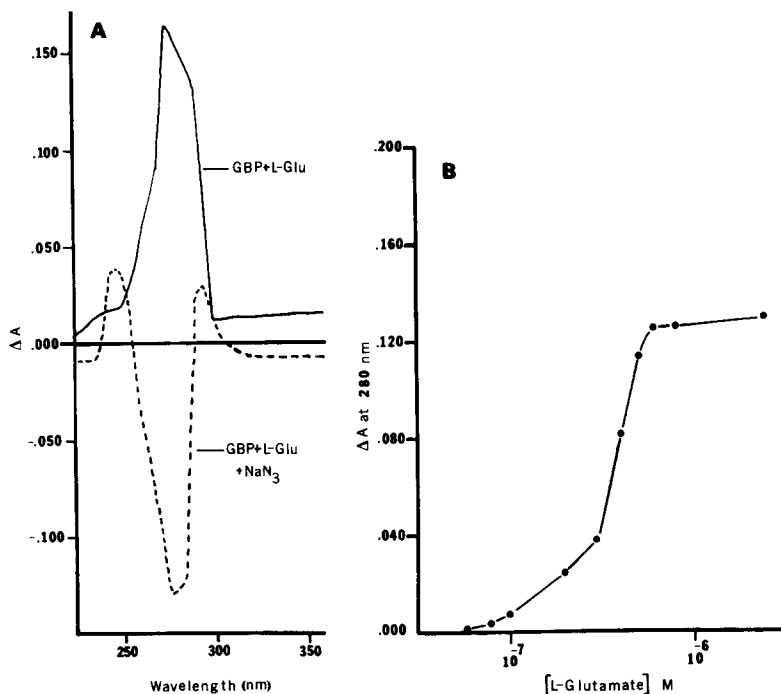 A
.150
.100
.050
.000
-.050
-.100
ΔA
GBP+L-Glu
GBP+L-Glu
+NaN3
250
300
350
Wavelength (nm)
B
.200
.160
.120
.080
.040
.000
ΔA at 280 nm
10-7
10-6
[L-Glutamate] M